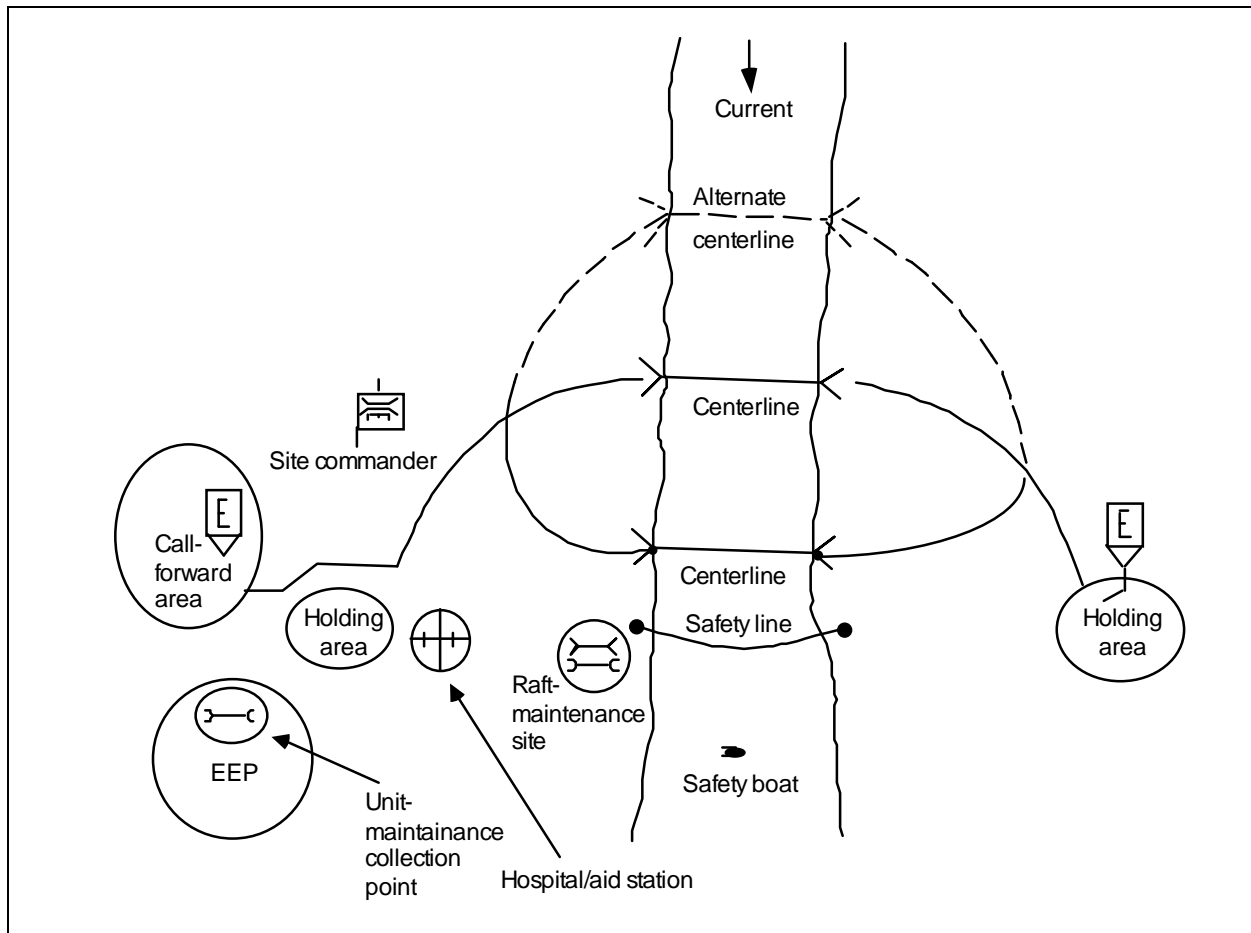 Current
Alternate
centerline
Centerline
Site commander
E
Call-
forward
area
E
Centerline
Holding
area
Safety line
Holding
area
Raft-
maintenance
site
EEP
Safety boat
Unit-
maintainance
collection
point
Hospital/aid station